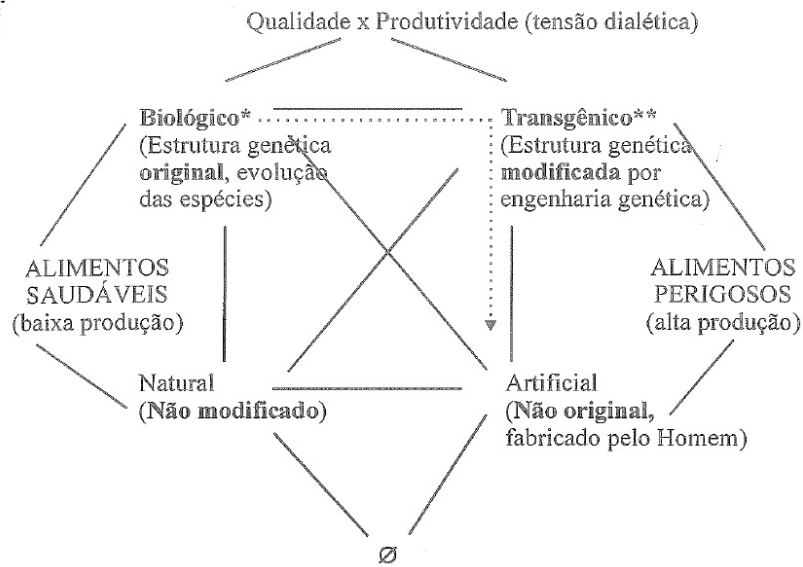 Qualidade x Produtividade (tensão dialética)
Biológico*
(Estrutura genética
original, evolução
das espécies)
Transgênico**
(Estrutura genética
modificada por
engenharia genética)
ALIMENTOS
SAUDÁVEIS
(baixa produção)
ALIMENTOS
PERIGOSOS
(alta produção)
Natural
(Não modificado)
Artificial
(Não original,
fabricado pelo Homem)
Ø